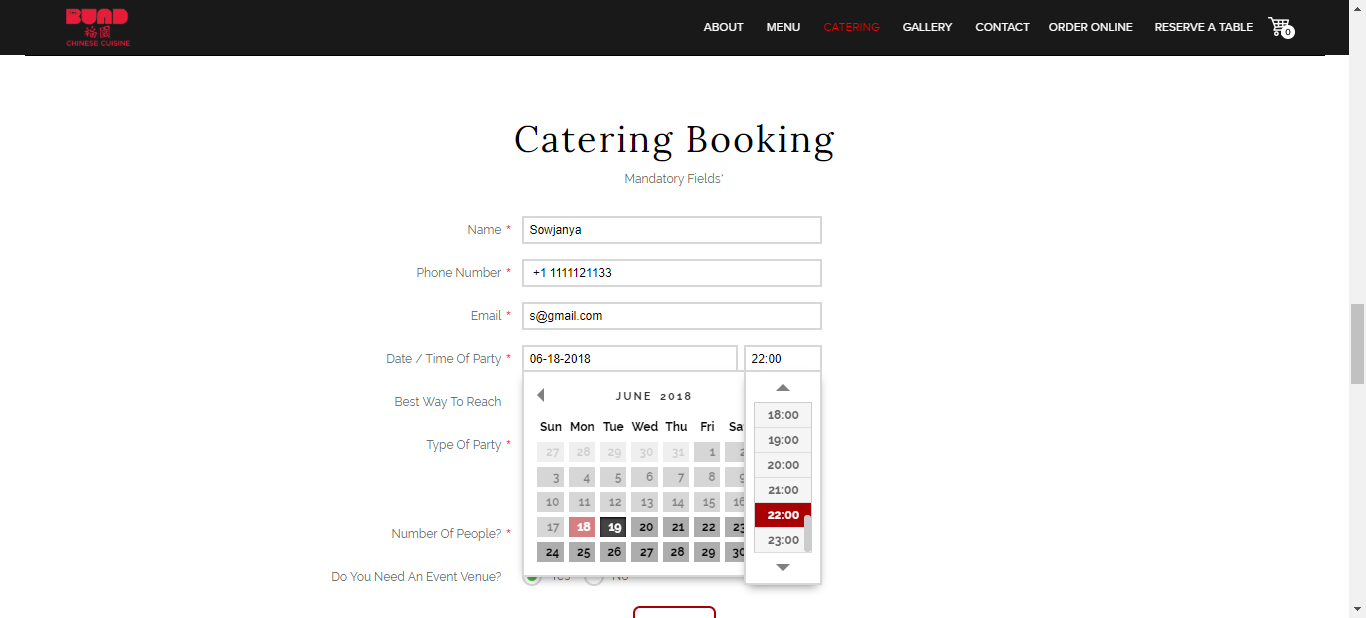 THE BUND
裕園
CHINESE CUISINE
ABOUT MENU CATERING GALLERY CONTACT ORDER ONLINE RESERVE A TABLE 0
Catering Booking
Mandatory Fields*
Name * Sowjanya
Phone Number * +1 1111121133
Email * s@gmail.com
Date / Time Of Party * 06-18-2018 22:00
Best Way To Reach
Type Of Party *
Number Of People? *
Do You Need An Event Venue? Yes No
JUNE 2018
Sun Mon Tue Wed Thu Fri Sa
27 28 29 30 31 1 2
3 4 5 6 7 8 9
10 11 12 13 14 15 16
17 18 19 20 21 22 23
24 25 26 27 28 29 30
18:00
19:00
20:00
21:00
22:00
23:00